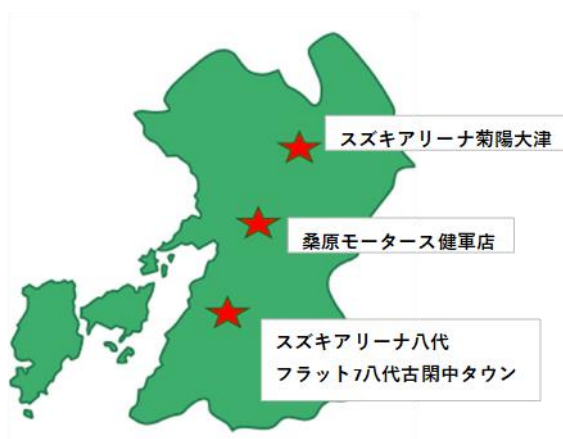 スズキアリーナ菊陽大津
桑原モータース健軍店
スズキアリーナ八代
フラット7八代古閑中タウン